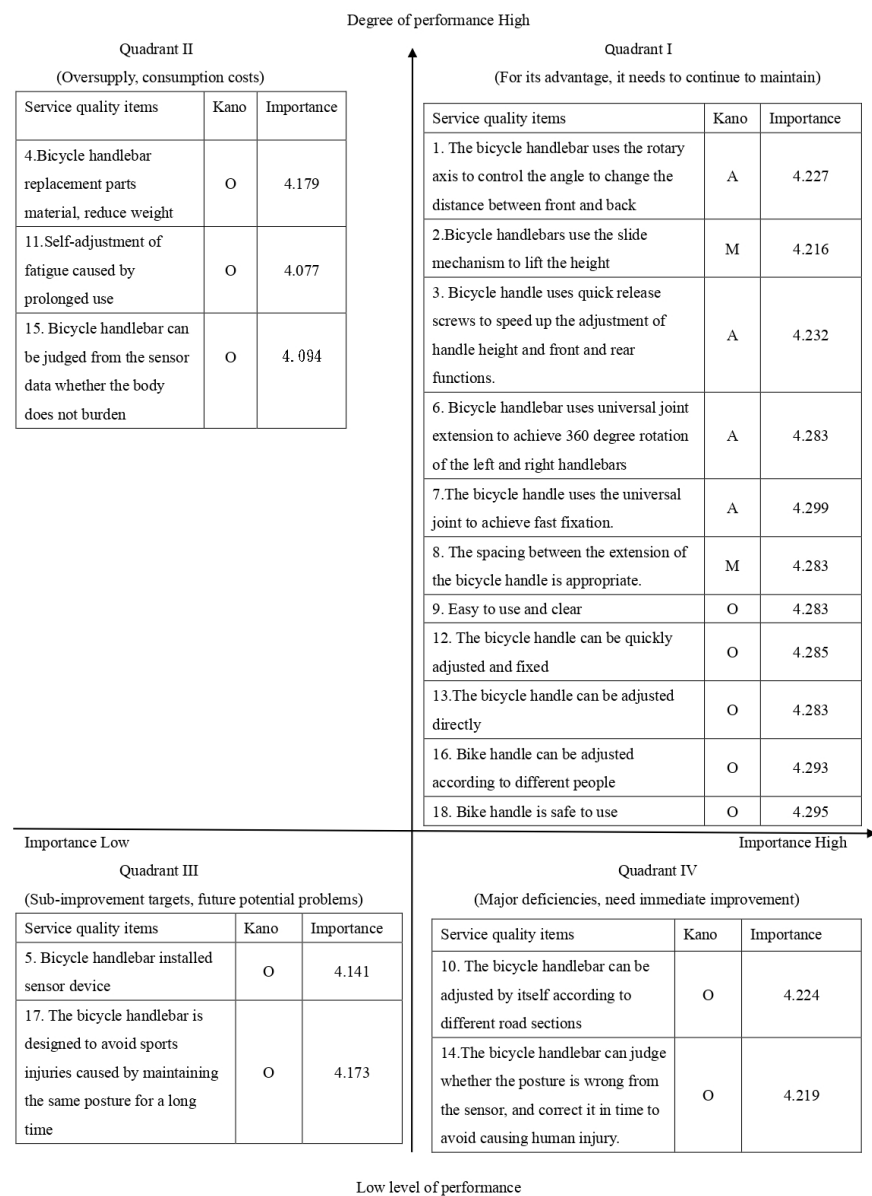 Degree of performance High
Quadrant II
(Oversupply, consumption costs)
Service quality items Kano Importance
4.Bicycle handlebar
replacement parts
material, reduce weight
O 4.179
11.Self-adjustment of
fatigue caused by
prolonged use
O 4.077
15. Bicycle handlebar can
be judged from the sensor
data whether the body
does not burden
O 4.094
Quadrant I
(For its advantage, it needs to continue to maintain)
Service quality items Kano Importance
1. The bicycle handlebar uses the rotary
axis to control the angle to change the
distance between front and back
A 4.227
2.Bicycle handlebars use the slide
mechanism to lift the height
M 4.216
3. Bicycle handle uses quick release
screws to speed up the adjustment of
handle height and front and rear
functions.
A 4.232
6. Bicycle handlebar uses universal joint
extension to achieve 360 degree rotation
of the left and right handlebars
A 4.283
7.The bicycle handle uses the universal
joint to achieve fast fixation.
A 4.299
8. The spacing between the extension of
the bicycle handle is appropriate.
M 4.283
9. Easy to use and clear O 4.283
12. The bicycle handle can be quickly
adjusted and fixed
O 4.285
13.The bicycle handle can be adjusted
directly
O 4.283
16. Bike handle can be adjusted
according to different people
O 4.293
18. Bike handle is safe to use O 4.295
Importance Low
Importance High
Quadrant III
(Sub-improvement targets, future potential problems)
Service quality items Kano Importance
5. Bicycle handlebar installed
sensor device
O 4.141
17. The bicycle handlebar is
designed to avoid sports
injuries caused by maintaining
the same posture for a long
time
O 4.173
Quadrant IV
(Major deficiencies, need immediate improvement)
Service quality items Kano Importance
10. The bicycle handlebar can be
adjusted by itself according to
different road sections
O 4.224
14.The bicycle handlebar can judge
whether the posture is wrong from
the sensor, and correct it in time to
avoid causing human injury.
O 4.219
Low level of performance